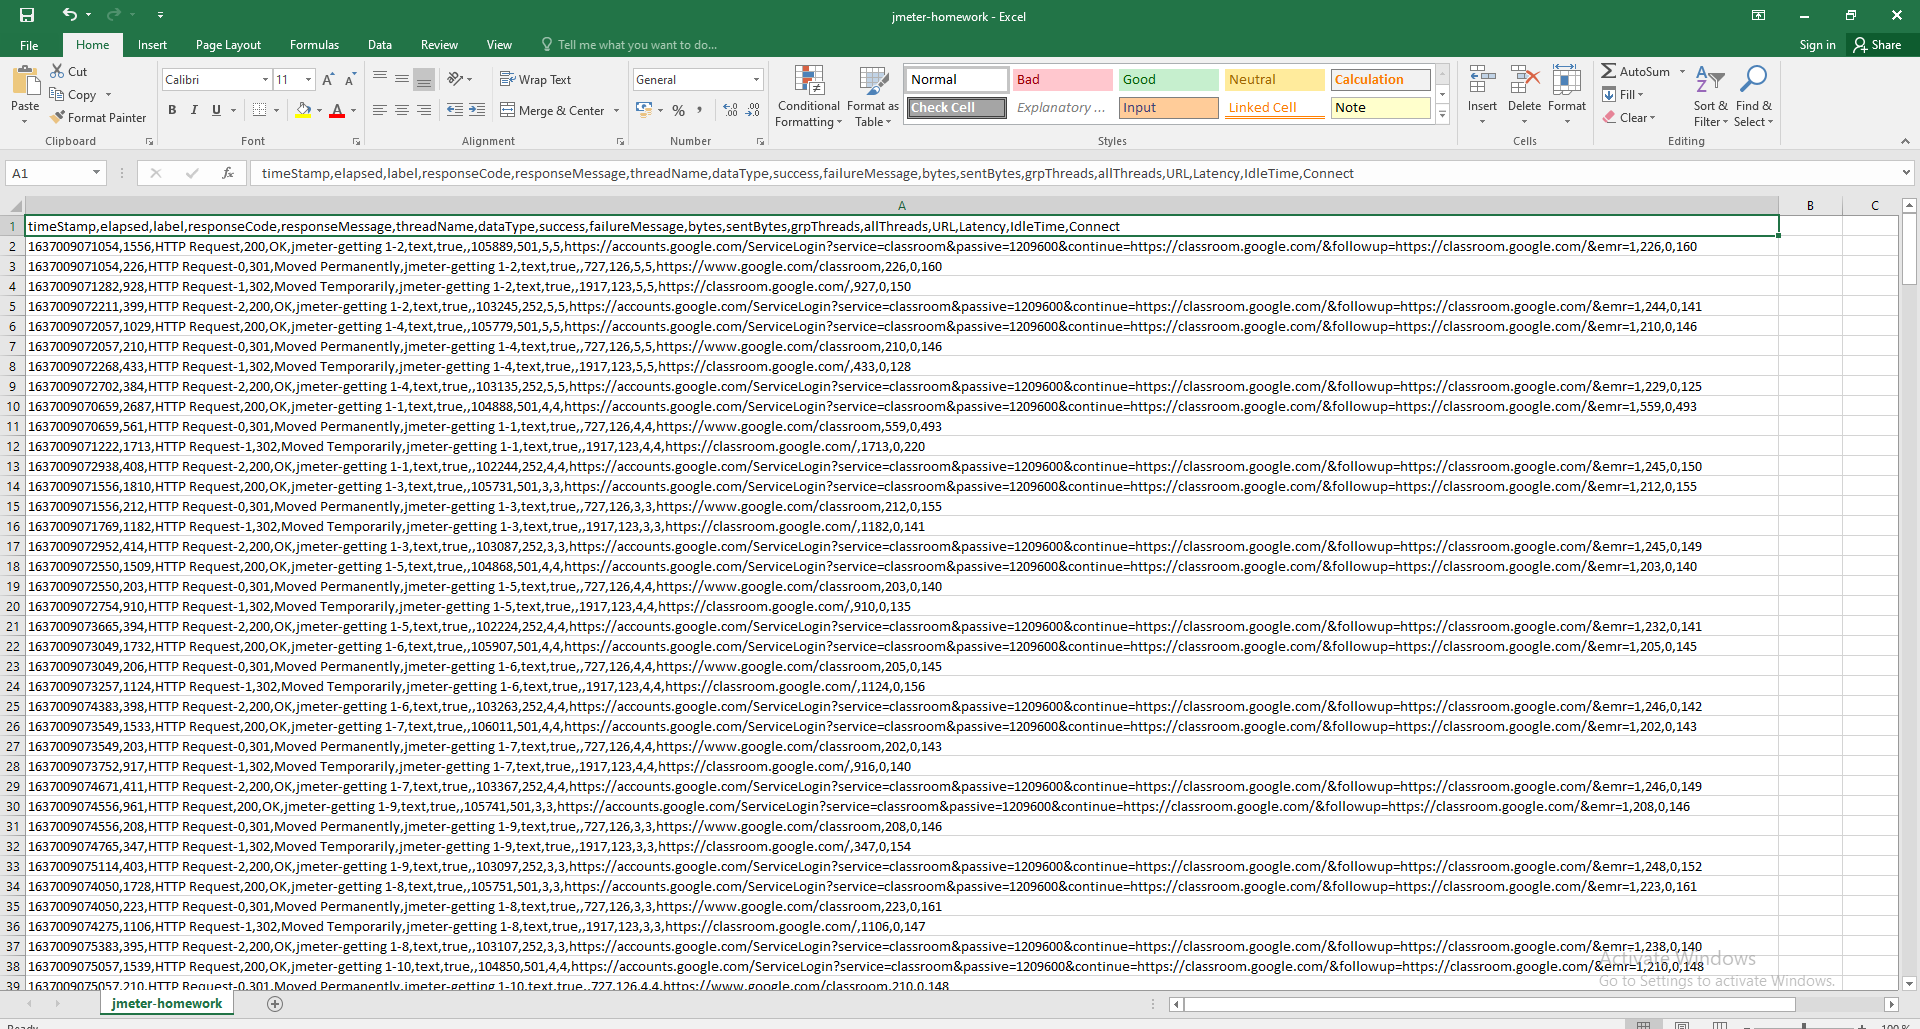 jmeter-homework - Excel
File Home Insert Page Layout Formulas Data Review View Tell me what you want to do... Sign in Share
Paste
Cut
Copy
Format Painter
Clipboard
Calibri 11
B I U
Font
Wrap Text
Merge & Center
Alignment
General
Number
Conditional Formatting
Format as Table
Normal Bad Good Neutral Calculation
Check Cell Explanatory ... Input Linked Cell Note
Styles
Insert Delete Format
Cells
AutoSum
Fill
Clear
Sort & Filter
Find & Select
Editing
A1 fx timeStamp,elapsed,label,responseCode,responseMessage,threadName,dataType,success,failureMessage,bytes,sentBytes,grpThreads,allThreads,URL,Latency,IdleTime,Connect
A B C
1 timeStamp,elapsed,label,responseCode,responseMessage,threadName,dataType,success,failureMessage,bytes,sentBytes,grpThreads,allThreads,URL,Latency,IdleTime,Connect
2 1637009071054,1556,HTTP Request,200,OK,jmeter-getting 1-2,text,true,,105889,501,5,5,https://accounts.google.com/ServiceLogin?service=classroom&passive=1209600&continue=https://classroom.google.com/&followup=https://classroom.google.com/&emr=1,226,0,160
3 1637009071054,226,HTTP Request-0,301,Moved Permanently,jmeter-getting 1-2,text,true,,727,126,5,5,https://www.google.com/classroom,226,0,160
4 1637009071282,928,HTTP Request-1,302,Moved Temporarily,jmeter-getting 1-2,text,true,,1917,123,5,5,https://classroom.google.com/,927,0,150
5 1637009072211,399,HTTP Request-2,200,OK,jmeter-getting 1-2,text,true,,103245,252,5,5,https://accounts.google.com/ServiceLogin?service=classroom&passive=1209600&continue=https://classroom.google.com/&followup=https://classroom.google.com/&emr=1,244,0,141
6 1637009072057,1029,HTTP Request,200,OK,jmeter-getting 1-4,text,true,,105779,501,5,5,https://accounts.google.com/ServiceLogin?service=classroom&passive=1209600&continue=https://classroom.google.com/&followup=https://classroom.google.com/&emr=1,210,0,146
7 1637009072057,210,HTTP Request-0,301,Moved Permanently,jmeter-getting 1-4,text,true,,727,126,5,5,https://www.google.com/classroom,210,0,146
8 1637009072268,433,HTTP Request-1,302,Moved Temporarily,jmeter-getting 1-4,text,true,,1917,123,5,5,https://classroom.google.com/,433,0,128
9 1637009072702,384,HTTP Request-2,200,OK,jmeter-getting 1-4,text,true,,103135,252,5,5,https://accounts.google.com/ServiceLogin?service=classroom&passive=1209600&continue=https://classroom.google.com/&followup=https://classroom.google.com/&emr=1,229,0,125
10 1637009070659,2687,HTTP Request,200,OK,jmeter-getting 1-1,text,true,,104888,501,4,4,https://accounts.google.com/ServiceLogin?service=classroom&passive=1209600&continue=https://classroom.google.com/&followup=https://classroom.google.com/&emr=1,559,0,493
11 1637009070659,561,HTTP Request-0,301,Moved Permanently,jmeter-getting 1-1,text,true,,727,126,4,4,https://www.google.com/classroom,559,0,493
12 1637009071222,1713,HTTP Request-1,302,Moved Temporarily,jmeter-getting 1-1,text,true,,1917,123,4,4,https://classroom.google.com/,1713,0,220
13 1637009072938,408,HTTP Request-2,200,OK,jmeter-getting 1-1,text,true,,102244,252,4,4,https://accounts.google.com/ServiceLogin?service=classroom&passive=1209600&continue=https://classroom.google.com/&followup=https://classroom.google.com/&emr=1,245,0,150
14 1637009071556,1810,HTTP Request,200,OK,jmeter-getting 1-3,text,true,,105731,501,3,3,https://accounts.google.com/ServiceLogin?service=classroom&passive=1209600&continue=https://classroom.google.com/&followup=https://classroom.google.com/&emr=1,212,0,155
15 1637009071556,212,HTTP Request-0,301,Moved Permanently,jmeter-getting 1-3,text,true,,727,126,3,3,https://www.google.com/classroom,212,0,155
16 1637009071769,1182,HTTP Request-1,302,Moved Temporarily,jmeter-getting 1-3,text,true,,1917,123,3,3,https://classroom.google.com/,1182,0,141
17 1637009072952,414,HTTP Request-2,200,OK,jmeter-getting 1-3,text,true,,103087,252,3,3,https://accounts.google.com/ServiceLogin?service=classroom&passive=1209600&continue=https://classroom.google.com/&followup=https://classroom.google.com/&emr=1,245,0,149
18 1637009072550,1509,HTTP Request,200,OK,jmeter-getting 1-5,text,true,,104868,501,4,4,https://accounts.google.com/ServiceLogin?service=classroom&passive=1209600&continue=https://classroom.google.com/&followup=https://classroom.google.com/&emr=1,203,0,140
19 1637009072550,203,HTTP Request-0,301,Moved Permanently,jmeter-getting 1-5,text,true,,727,126,4,4,https://www.google.com/classroom,203,0,140
20 1637009072754,910,HTTP Request-1,302,Moved Temporarily,jmeter-getting 1-5,text,true,,1917,123,4,4,https://classroom.google.com/,910,0,135
21 1637009073665,394,HTTP Request-2,200,OK,jmeter-getting 1-5,text,true,,102224,252,4,4,https://accounts.google.com/ServiceLogin?service=classroom&passive=1209600&continue=https://classroom.google.com/&followup=https://classroom.google.com/&emr=1,232,0,141
22 1637009073049,1732,HTTP Request,200,OK,jmeter-getting 1-6,text,true,,105907,501,4,4,https://accounts.google.com/ServiceLogin?service=classroom&passive=1209600&continue=https://classroom.google.com/&followup=https://classroom.google.com/&emr=1,205,0,145
23 1637009073049,206,HTTP Request-0,301,Moved Permanently,jmeter-getting 1-6,text,true,,727,126,4,4,https://www.google.com/classroom,205,0,145
24 1637009073257,1124,HTTP Request-1,302,Moved Temporarily,jmeter-getting 1-6,text,true,,1917,123,4,4,https://classroom.google.com/,1124,0,156
25 1637009074383,398,HTTP Request-2,200,OK,jmeter-getting 1-6,text,true,,103263,252,4,4,https://accounts.google.com/ServiceLogin?service=classroom&passive=1209600&continue=https://classroom.google.com/&followup=https://classroom.google.com/&emr=1,246,0,142
26 1637009073549,1533,HTTP Request,200,OK,jmeter-getting 1-7,text,true,,106011,501,4,4,https://accounts.google.com/ServiceLogin?service=classroom&passive=1209600&continue=https://classroom.google.com/&followup=https://classroom.google.com/&emr=1,202,0,143
27 1637009073549,203,HTTP Request-0,301,Moved Permanently,jmeter-getting 1-7,text,true,,727,126,4,4,https://www.google.com/classroom,202,0,143
28 1637009073752,917,HTTP Request-1,302,Moved Temporarily,jmeter-getting 1-7,text,true,,1917,123,4,4,https://classroom.google.com/,916,0,140
29 1637009074671,411,HTTP Request-2,200,OK,jmeter-getting 1-7,text,true,,103367,252,4,4,https://accounts.google.com/ServiceLogin?service=classroom&passive=1209600&continue=https://classroom.google.com/&followup=https://classroom.google.com/&emr=1,246,0,149
30 1637009074556,961,HTTP Request,200,OK,jmeter-getting 1-9,text,true,,105741,501,3,3,https://accounts.google.com/ServiceLogin?service=classroom&passive=1209600&continue=https://classroom.google.com/&followup=https://classroom.google.com/&emr=1,208,0,146
31 1637009074556,208,HTTP Request-0,301,Moved Permanently,jmeter-getting 1-9,text,true,,727,126,3,3,https://www.google.com/classroom,208,0,146
32 1637009074765,347,HTTP Request-1,302,Moved Temporarily,jmeter-getting 1-9,text,true,,1917,123,3,3,https://classroom.google.com/,347,0,154
33 1637009075114,403,HTTP Request-2,200,OK,jmeter-getting 1-9,text,true,,103097,252,3,3,https://accounts.google.com/ServiceLogin?service=classroom&passive=1209600&continue=https://classroom.google.com/&followup=https://classroom.google.com/&emr=1,248,0,152
34 1637009074050,1728,HTTP Request,200,OK,jmeter-getting 1-8,text,true,,105751,501,3,3,https://accounts.google.com/ServiceLogin?service=classroom&passive=1209600&continue=https://classroom.google.com/&followup=https://classroom.google.com/&emr=1,223,0,161
35 1637009074050,223,HTTP Request-0,301,Moved Permanently,jmeter-getting 1-8,text,true,,727,126,3,3,https://www.google.com/classroom,223,0,161
36 1637009074275,1106,HTTP Request-1,302,Moved Temporarily,jmeter-getting 1-8,text,true,,1917,123,3,3,https://classroom.google.com/,1106,0,147
37 1637009075383,395,HTTP Request-2,200,OK,jmeter-getting 1-8,text,true,,103107,252,3,3,https://accounts.google.com/ServiceLogin?service=classroom&passive=1209600&continue=https://classroom.google.com/&followup=https://classroom.google.com/&emr=1,238,0,140
38 1637009075057,1539,HTTP Request,200,OK,jmeter-getting 1-10,text,true,,104850,501,4,4,https://accounts.google.com/ServiceLogin?service=classroom&passive=1209600&continue=https://classroom.google.com/&followup=https://classroom.google.com/&emr=1,210,0,148
39 1637009075057,210,HTTP Request-0,301,Moved Permanently,jmeter-getting 1-10,text,true,,727,126,4,4,https://www.google.com/classroom,210,0,148
Activate Windows
Go to Settings to activate Windows.
jmeter-homework
Ready
100 %